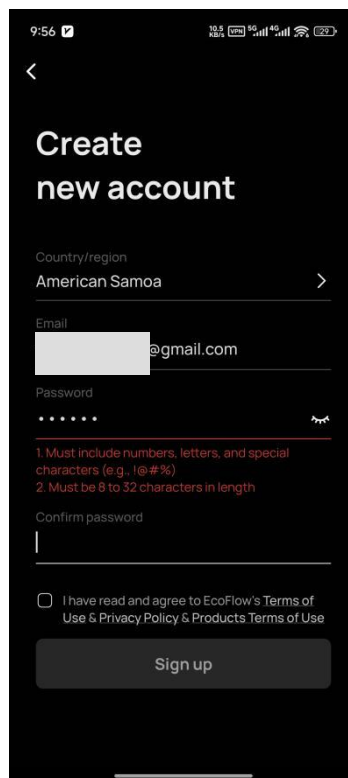 9:56
10.5 KB/s VPN 5G 4G 29
Create
new account
Country/region
American Samoa
Email
@gmail.com
Password
1. Must include numbers, letters, and special
characters (e.g., !@#%)
2. Must be 8 to 32 characters in length
Confirm password
I have read and agree to EcoFlow's Terms of
Use & Privacy Policy & Products Terms of Use
Sign up